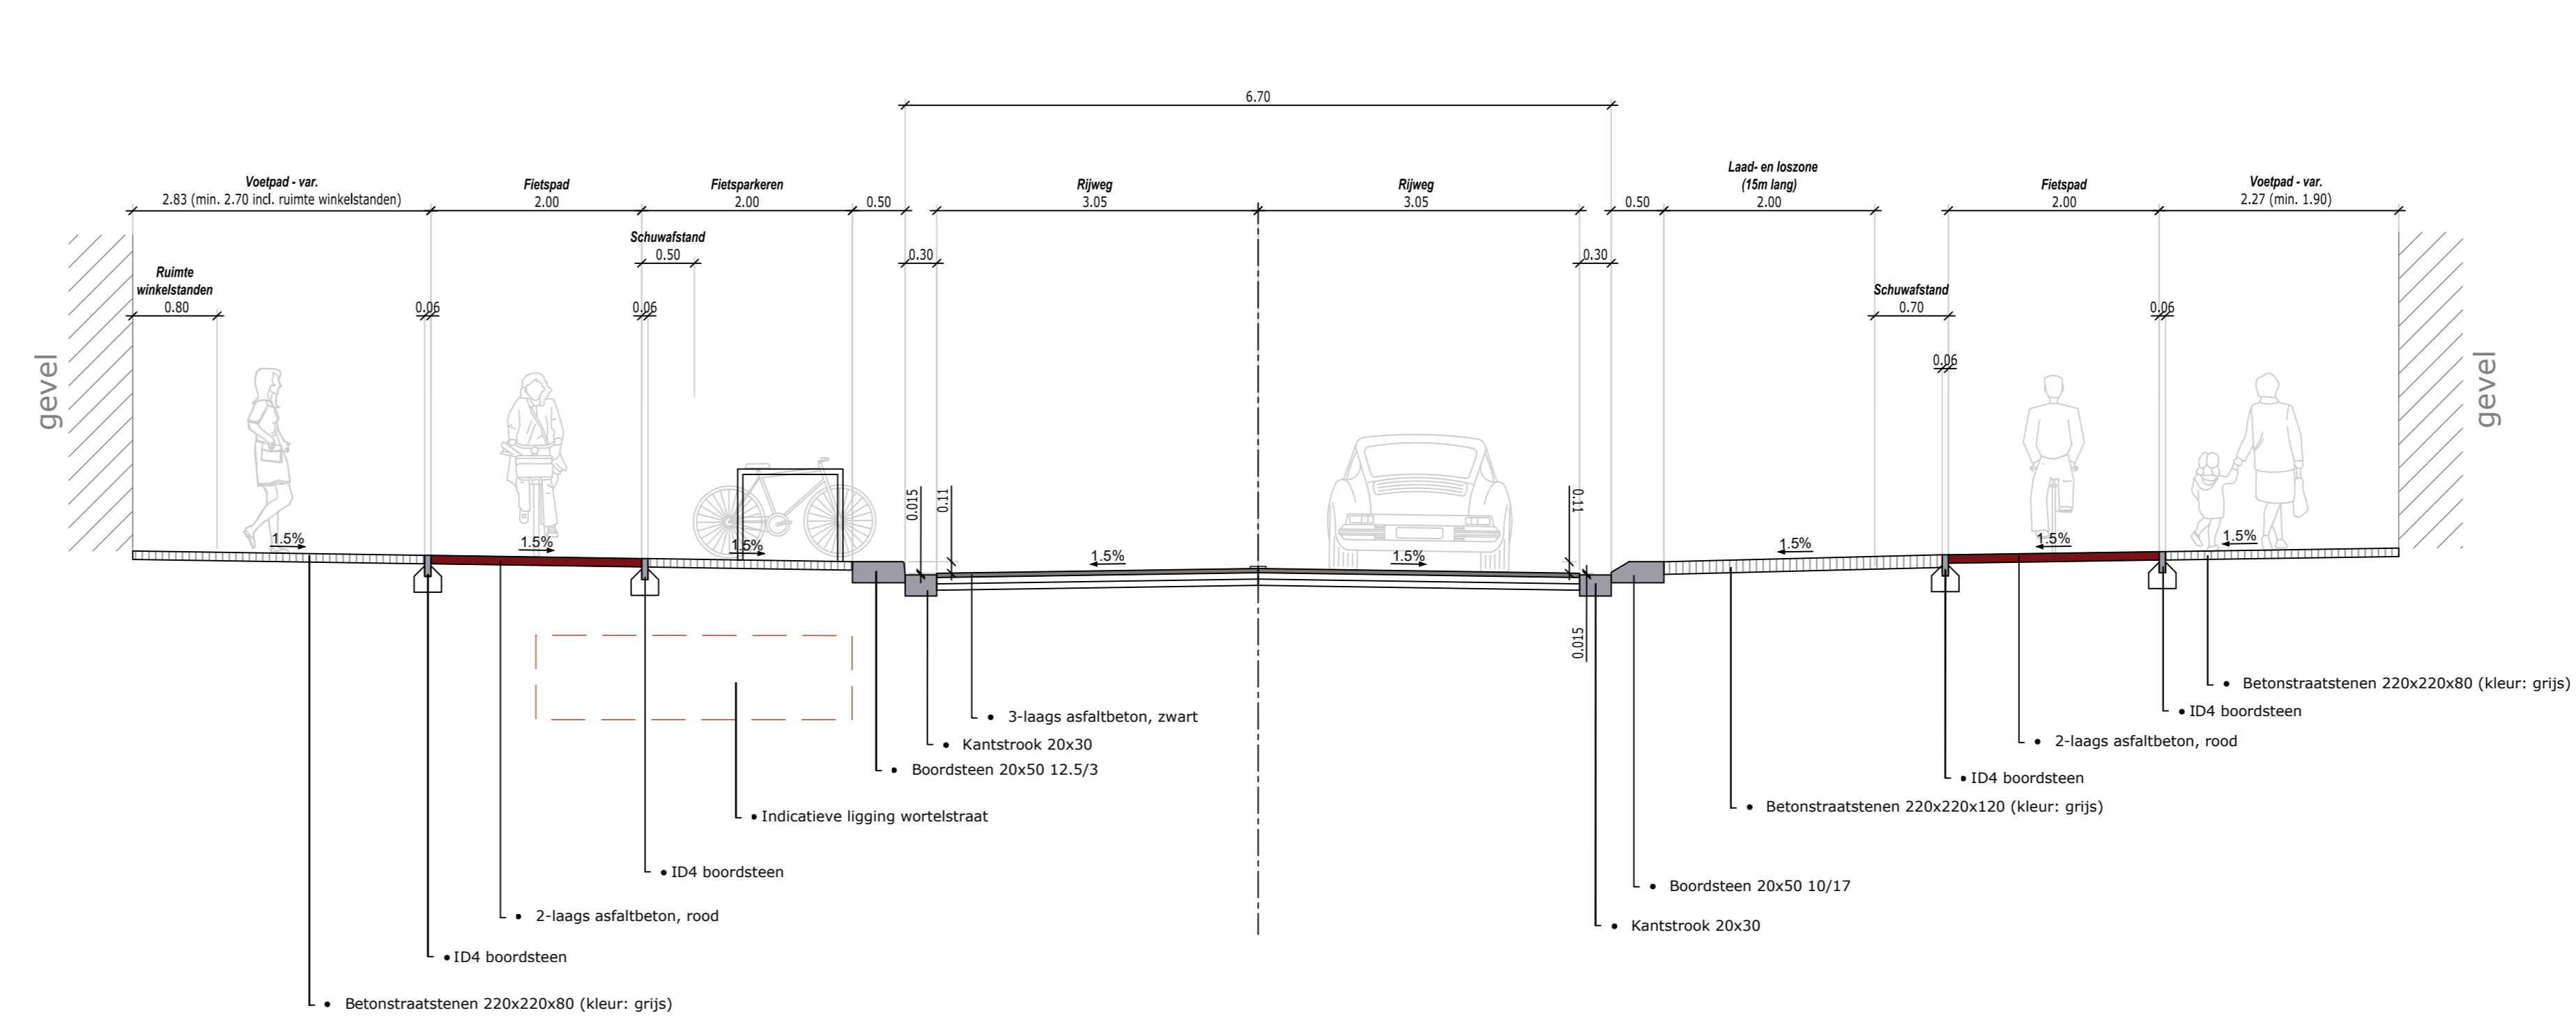 6.70
Voetpad - var.
2.83 (min. 2.70 incl. ruimte winkelstanden)
Fietspad
2.00
Fietsparkeren
2.00
0.50
Rijweg
3.05
Rijweg
3.05
0.50
Laad- en loszone
(15m lang)
2.00
Fietspad
2.00
Voetpad - var.
2.27 (min. 1.90)
Schuwafstand
0.50
0.30
0.30
Ruimte
winkelstanden
0.80
0.06
0.06
Schuwafstand
0.70
0.06
0.06
gevel
gevel
0.015
0.11
0.11
1.5%
1.5%
1.5%
1.5%
1.5%
1.5%
1.5%
1.5%
0.015
• 3-laags asfaltbeton, zwart
• Kantstrook 20x30
• Boordsteen 20x50 12.5/3
• Indicatieve ligging wortelstraat
• ID4 boordsteen
• 2-laags asfaltbeton, rood
• ID4 boordsteen
• Betonstraatstenen 220x220x80 (kleur: grijs)
• Betonstraatstenen 220x220x80 (kleur: grijs)
• ID4 boordsteen
• 2-laags asfaltbeton, rood
• ID4 boordsteen
• Betonstraatstenen 220x220x120 (kleur: grijs)
• Boordsteen 20x50 10/17
• Kantstrook 20x30